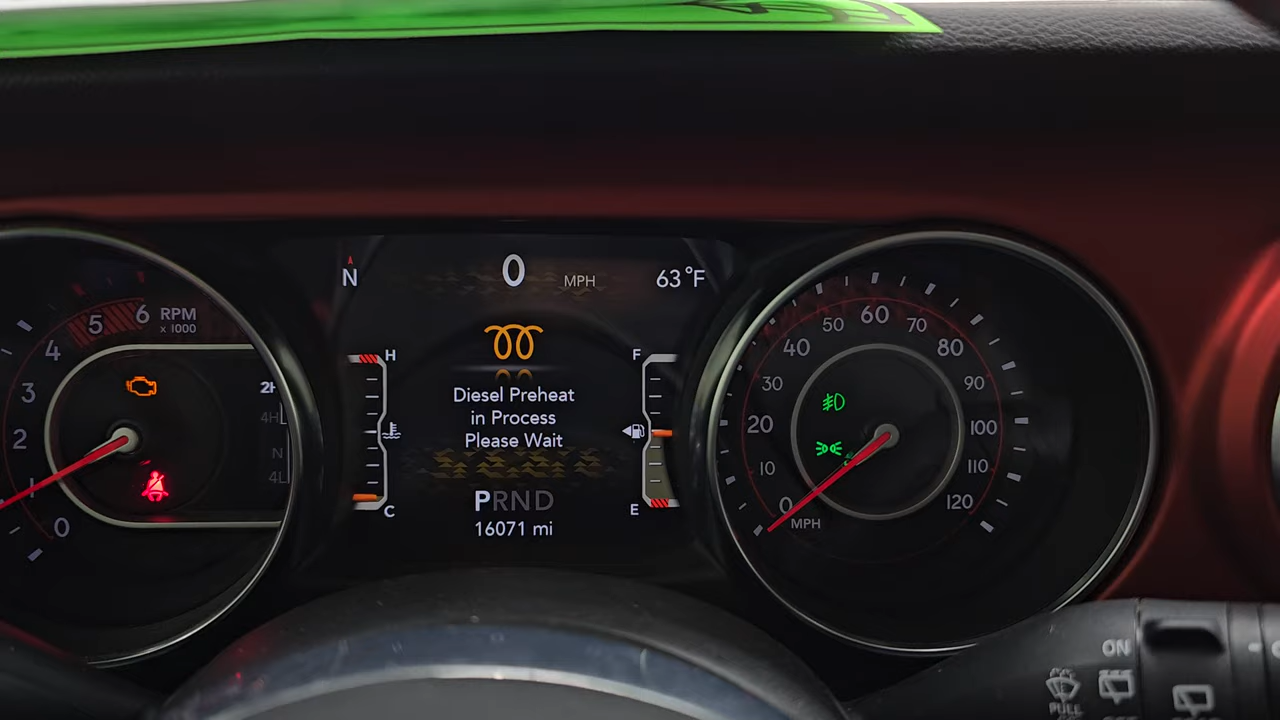 N
0 MPH
63°F
6 RPM
x 1000
5
4
3
2
1
0
2H
4H
N
4L
H
C
Diesel Preheat
in Process
Please Wait
F
E
PRND
16071 mi
0
10
20
30
40
50
60
70
80
90
100
110
120
MPH
ON
PULL